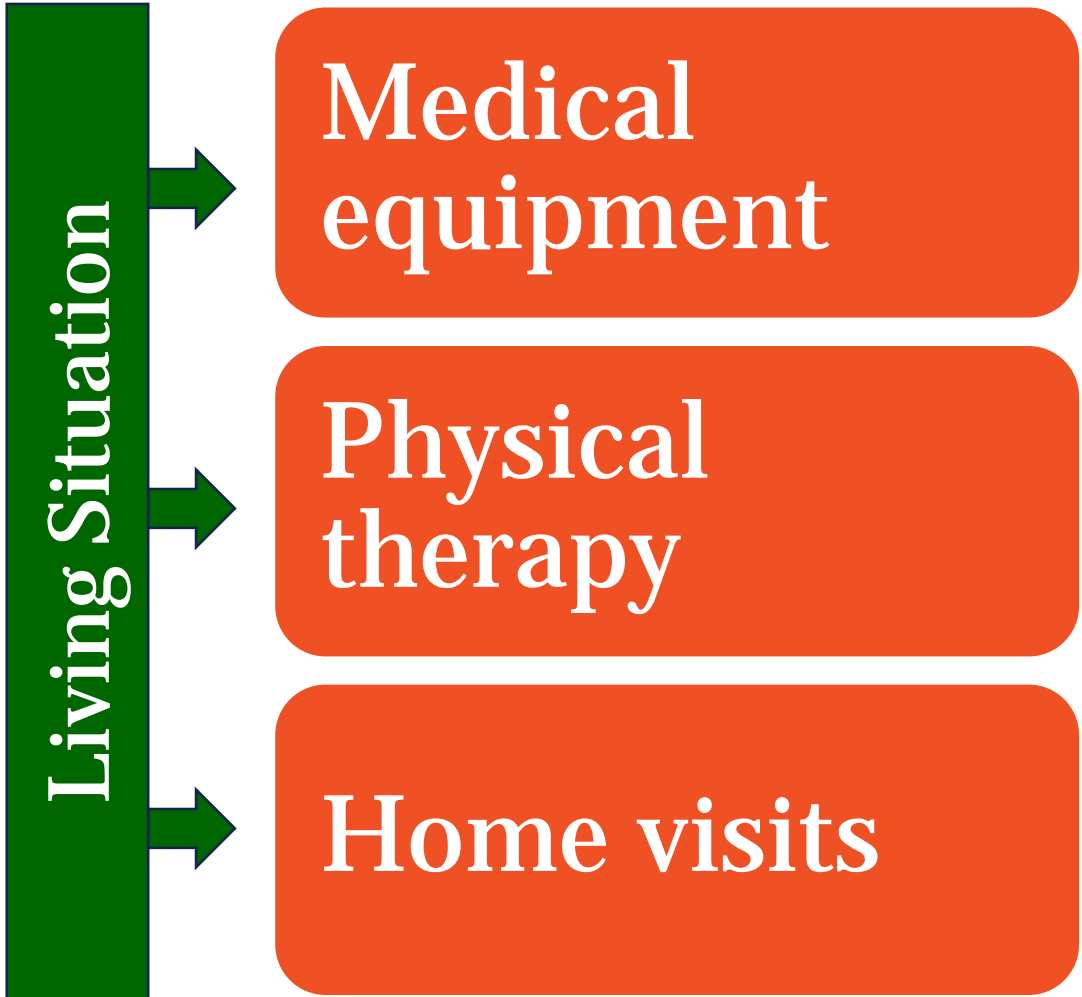 Living Situation
Medical
equipment
Physical
therapy
Home visits